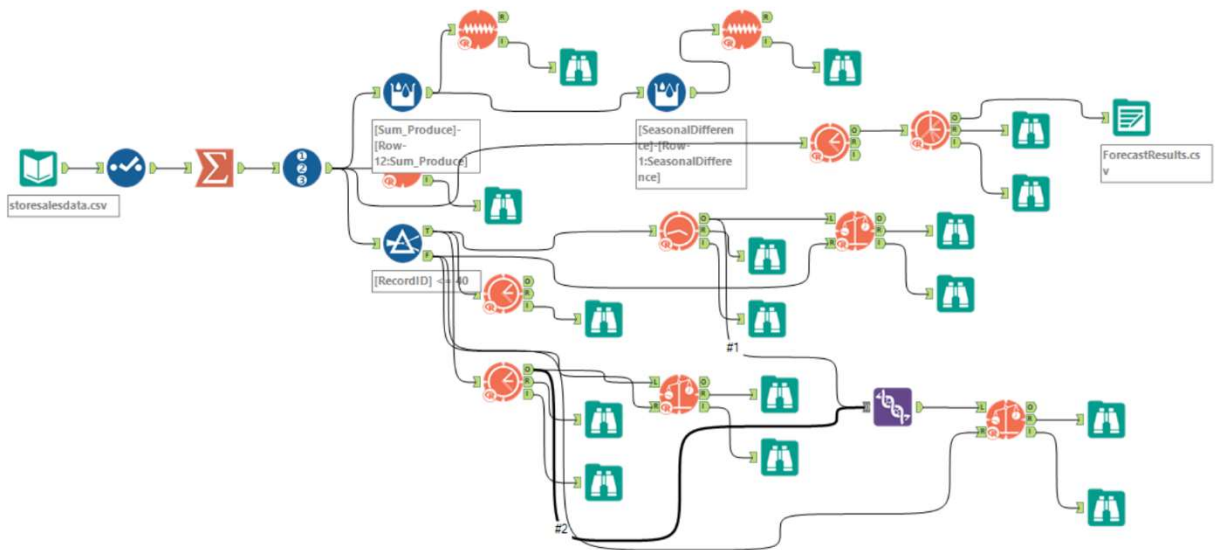 [Sum_Produce]-
[Row-
12:Sum_Produce]
[SeasonalDifferen
ce]-[Row-
1:SeasonalDiffere
nce]
storesalesdata.csv
ForecastResults.cs
v
[RecordID] <= 40
#1
#2